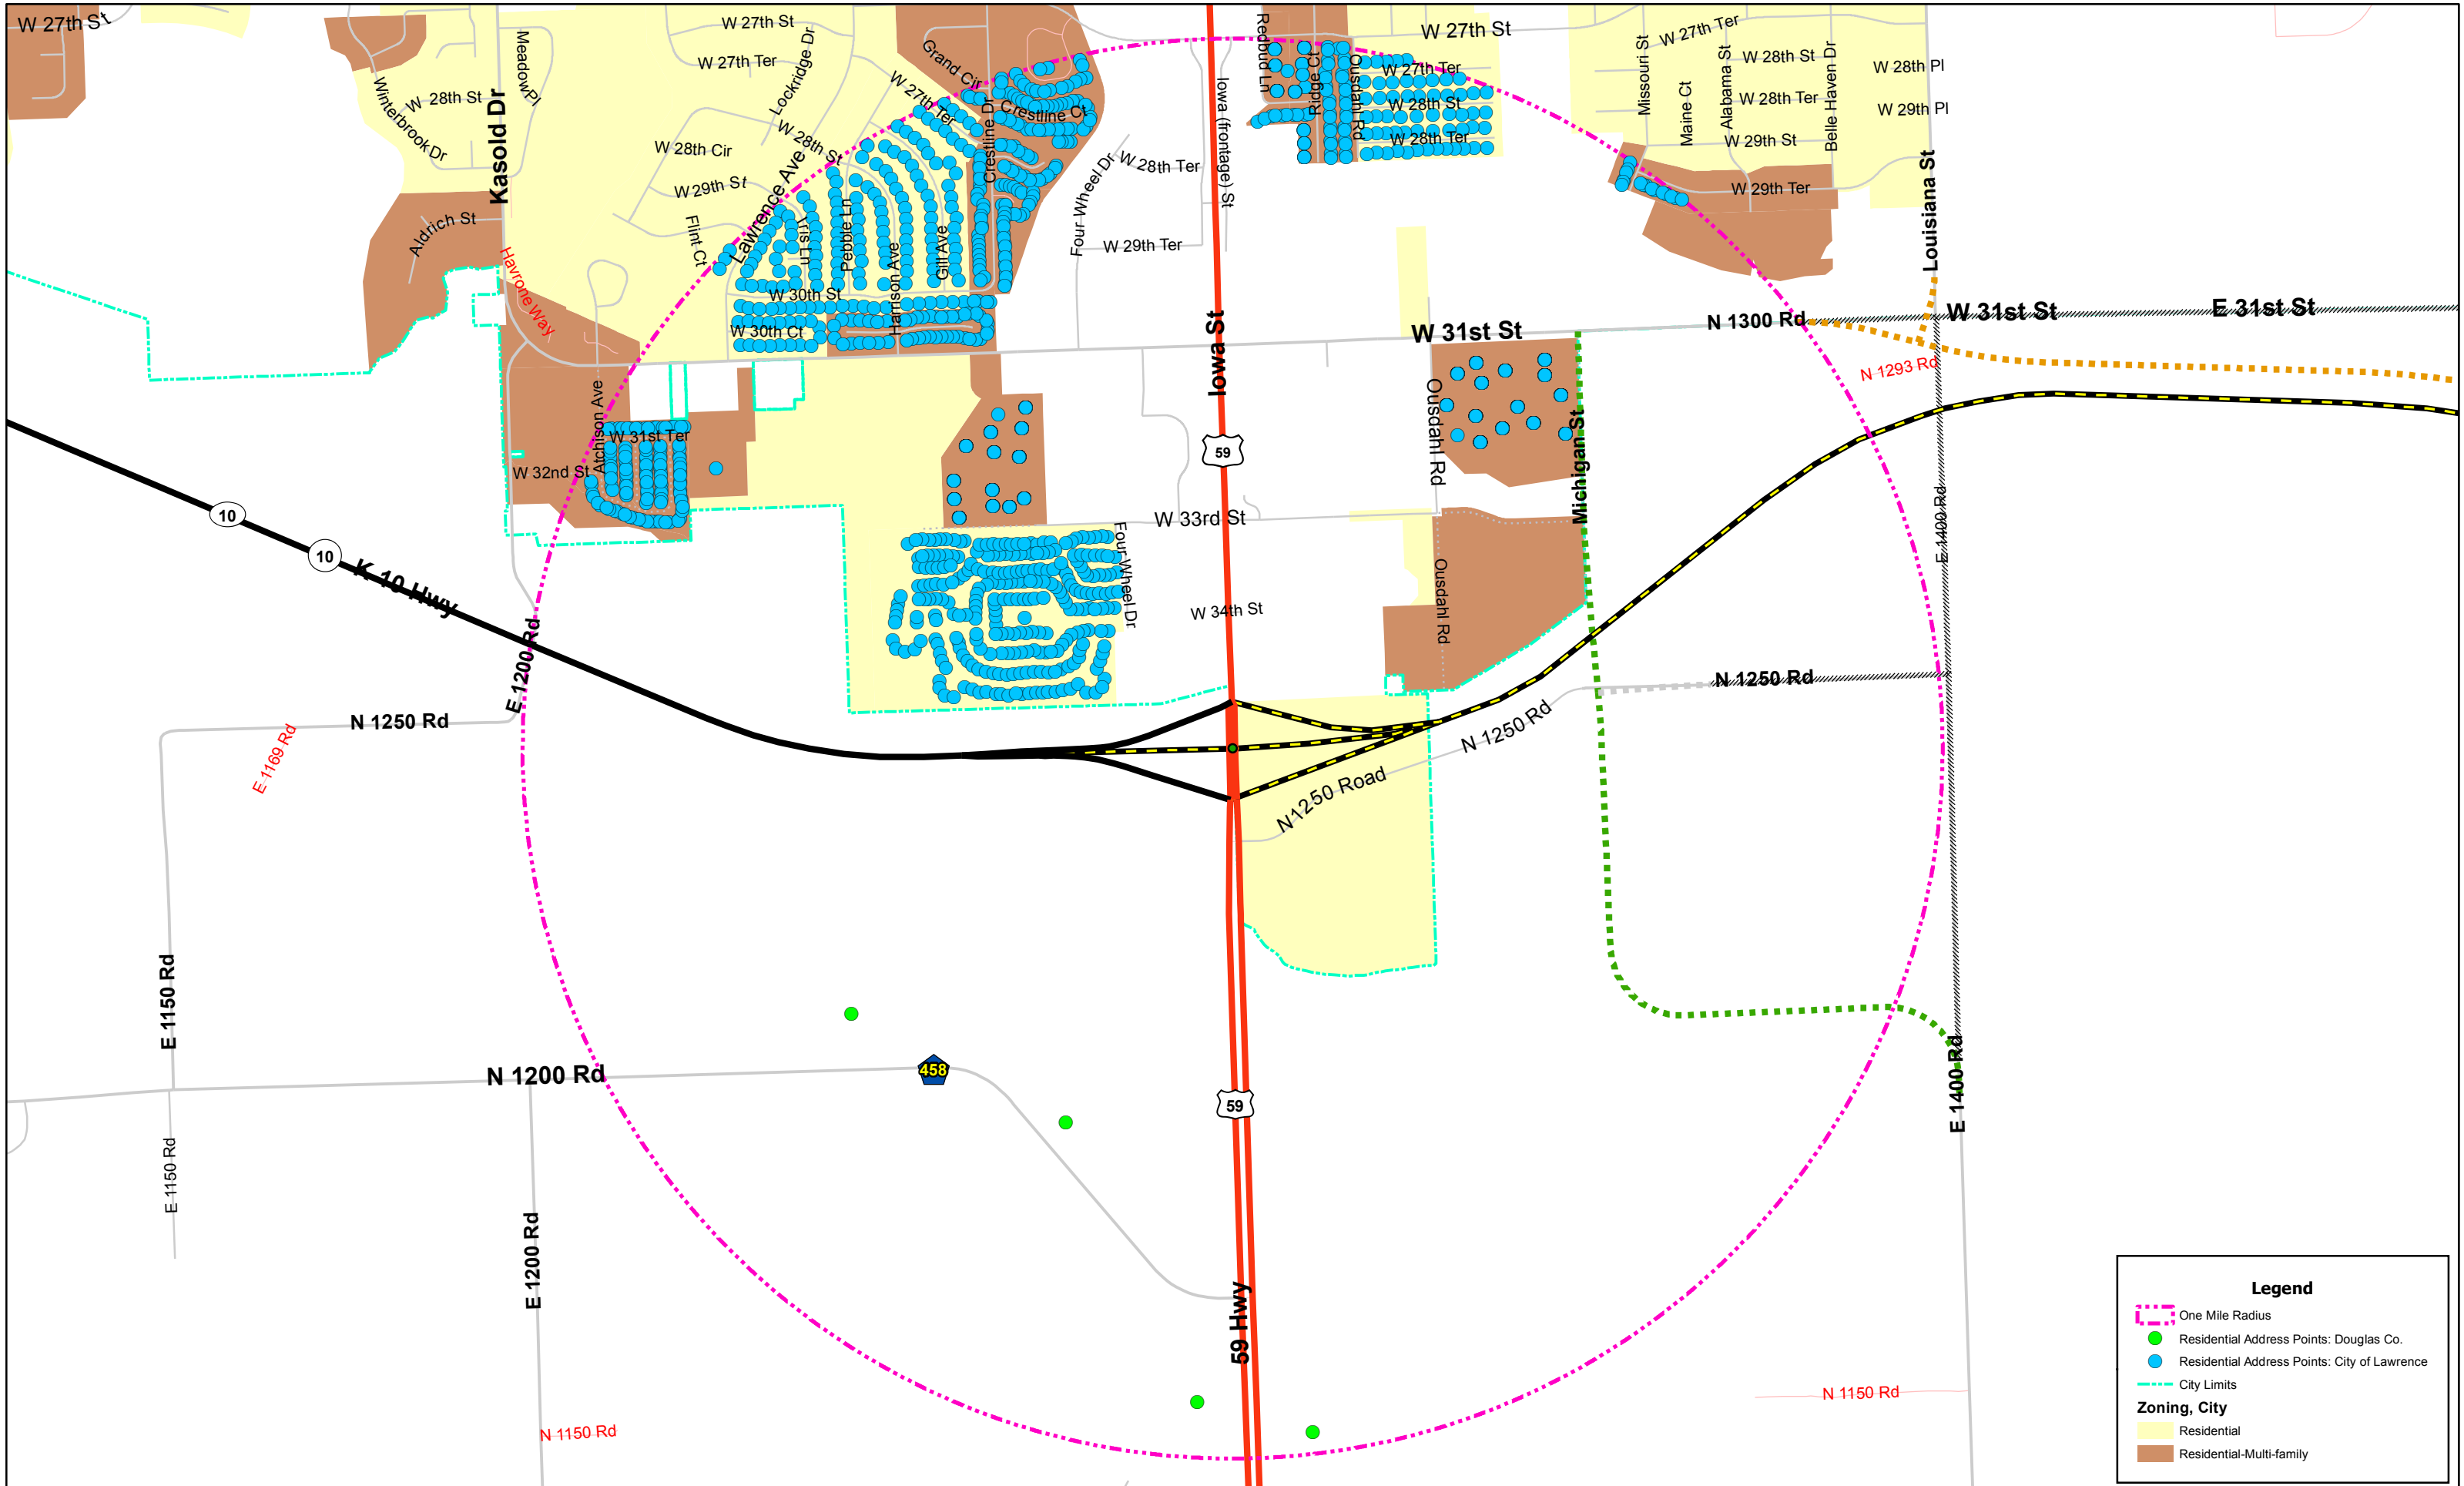 W 27th St
W 27th St
W 27th St
W 27th Ter
W 28th Pl
W 28th St
Meadow Pl
Lockridge Dr
Grand Cir
Redbud Ln
W 27th Ter
W 27th Ter
W 28th St
Missouri St
Alabama St
Belle Haven Dr
Winterbrook Dr
W 28th St
Kasold Dr
W 27th Ter
Crestline Ct
Crestline Dr
Iowa (frontage) St
Ridge Ct
Ousdahl Rd
W 28th St
W 28th Ter
Maine Ct
W 28th Ter
W 29th Pl
W 28th Cir
W 28th St
W 29th St
W 29th St
Lawrence Ave
Four Wheel Dr
W 28th Ter
W 29th Ter
Louisiana St
Aldrich St
Flint Ct
Iris Ln
Pebble Ln
Harrison Ave
Gill Ave
W 29th Ter
Havrone Way
W 30th St
W 30th Ct
Iowa St
W 31st St
N 1300 Rd
W 31st St
E 31st St
N 1293 Rd
Atchison Ave
W 31st Ter
W 32nd St
59
Ousdahl Rd
Michigan St
E 1400 Rd
10
10
K 10 Hwy
W 33rd St
Four Wheel Dr
Ousdahl Rd
W 34th St
E 1200 Rd
N 1250 Rd
N 1250 Rd
E 1169 Rd
N 1250 Rd
N 1250 Road
E 1150 Rd
N 1200 Rd
458
59
E 1400 Rd
E 1150 Rd
E 1200 Rd
59 Hwy
N 1150 Rd
N 1150 Rd
Legend
One Mile Radius
Residential Address Points: Douglas Co.
Residential Address Points: City of Lawrence
City Limits
Zoning, City
Residential
Residential-Multi-family